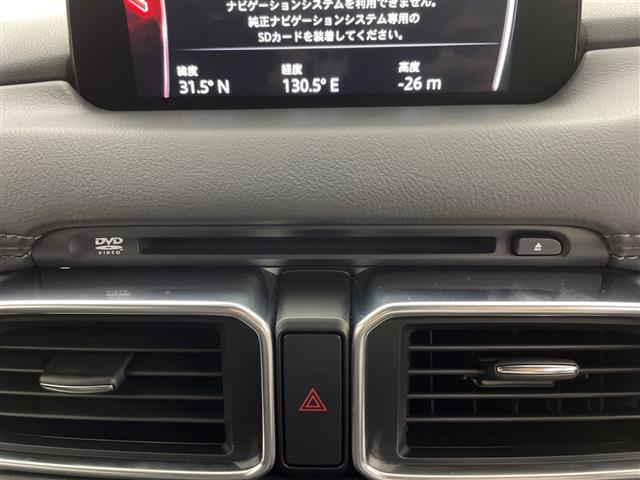 ナビゲーションシステムを利用できません。
純正ナビゲーションシステム専用の
SDカードを装着してください。
緯度 経度 高度
31.5° N 130.5° E -26 m
DVD
VIDEO